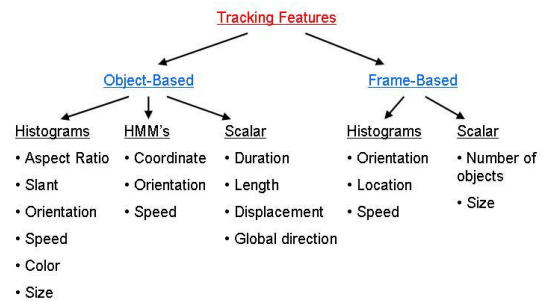 Tracking Features
Object-Based
Frame-Based
Histograms
• Aspect Ratio
• Slant
• Orientation
• Speed
• Color
• Size
HMM's
• Coordinate
• Orientation
• Speed
Scalar
• Duration
• Length
• Displacement
• Global direction
Histograms
• Orientation
• Location
• Speed
Scalar
• Number of
objects
• Size